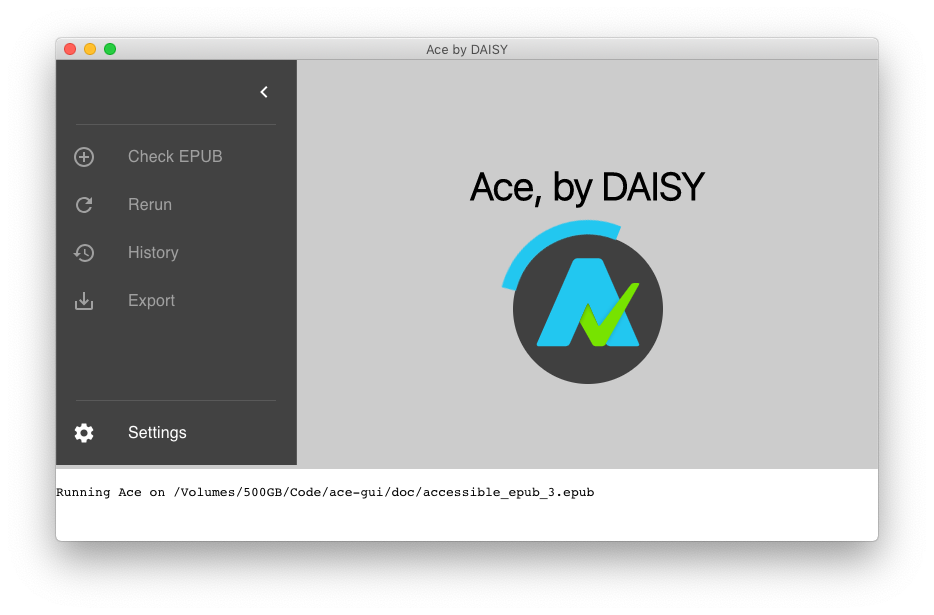 Ace by DAISY
Check EPUB
Rerun
History
Export
Settings
Ace, by DAISY
Running Ace on /Volumes/500GB/Code/ace-gui/doc/accessible_epub_3.epub